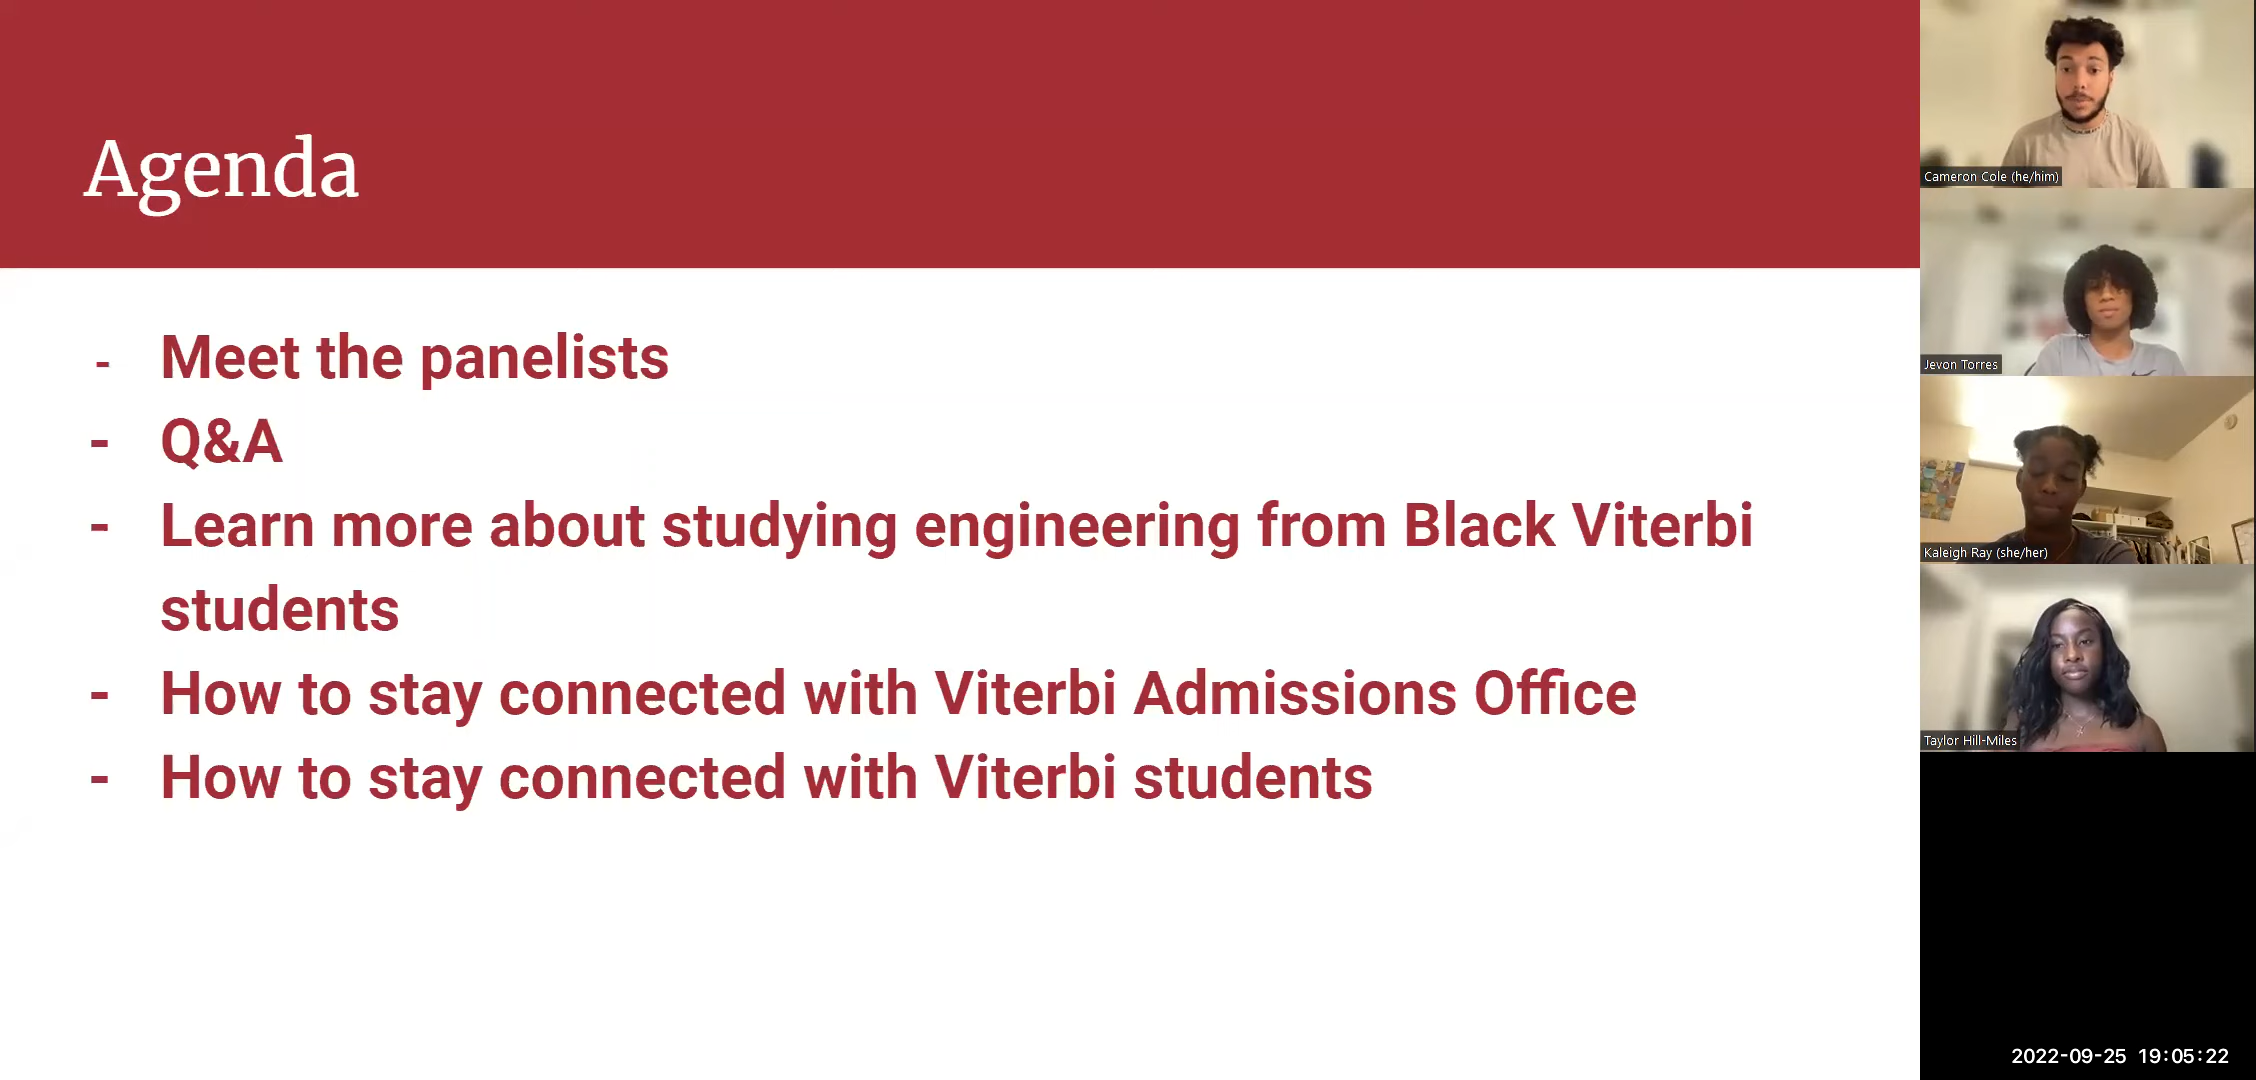 Agenda
- Meet the panelists
- Q&A
- Learn more about studying engineering from Black Viterbi
students
- How to stay connected with Viterbi Admissions Office
- How to stay connected with Viterbi students
Cameron Cole (he/him)
Jevon Torres
Kaleigh Ray (she/her)
Taylor Hill-Miles
2022-09-25 19:05:22